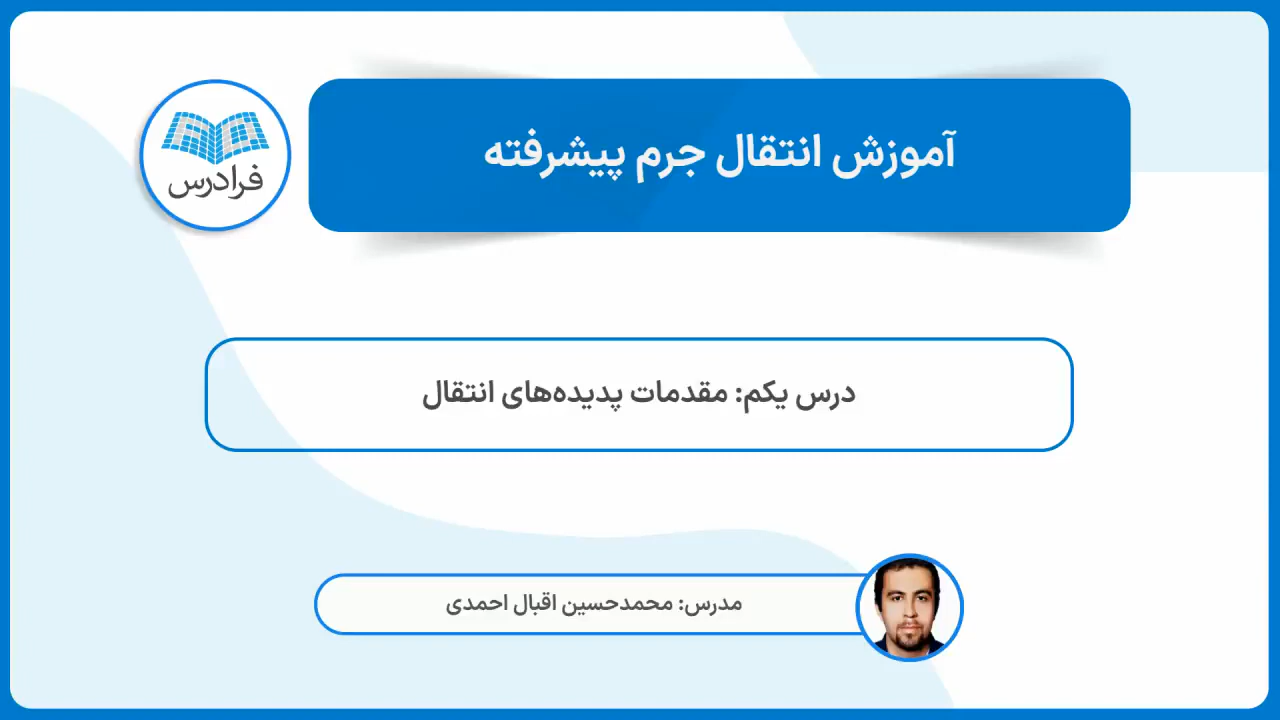 آموزش انتقال جرم پیشرفته
فرادرس
درس یکم: مقدمات پدیده‌های انتقال
مدرس: محمدحسین اقبال احمدی